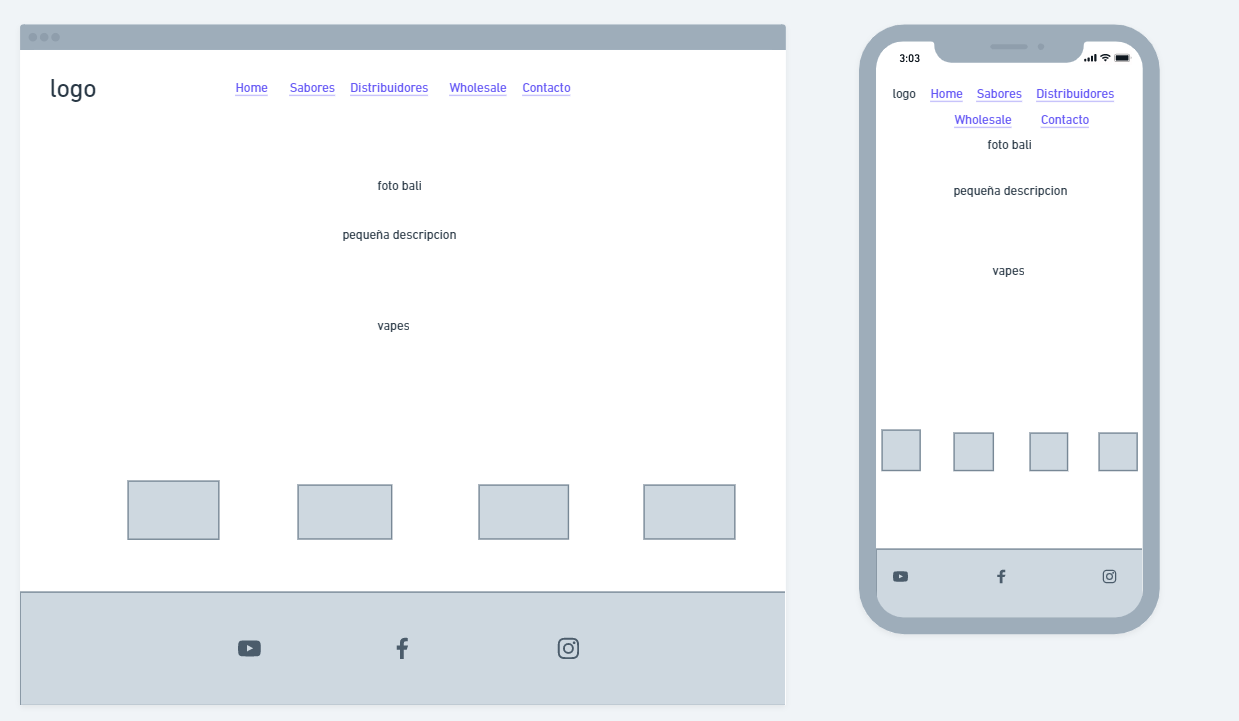 logo Home Sabores Distribuidores Wholesale Contacto
foto bali
pequeña descripcion
vapes
3:03
logo Home Sabores Distribuidores
Wholesale Contacto
foto bali
pequeña descripcion
vapes